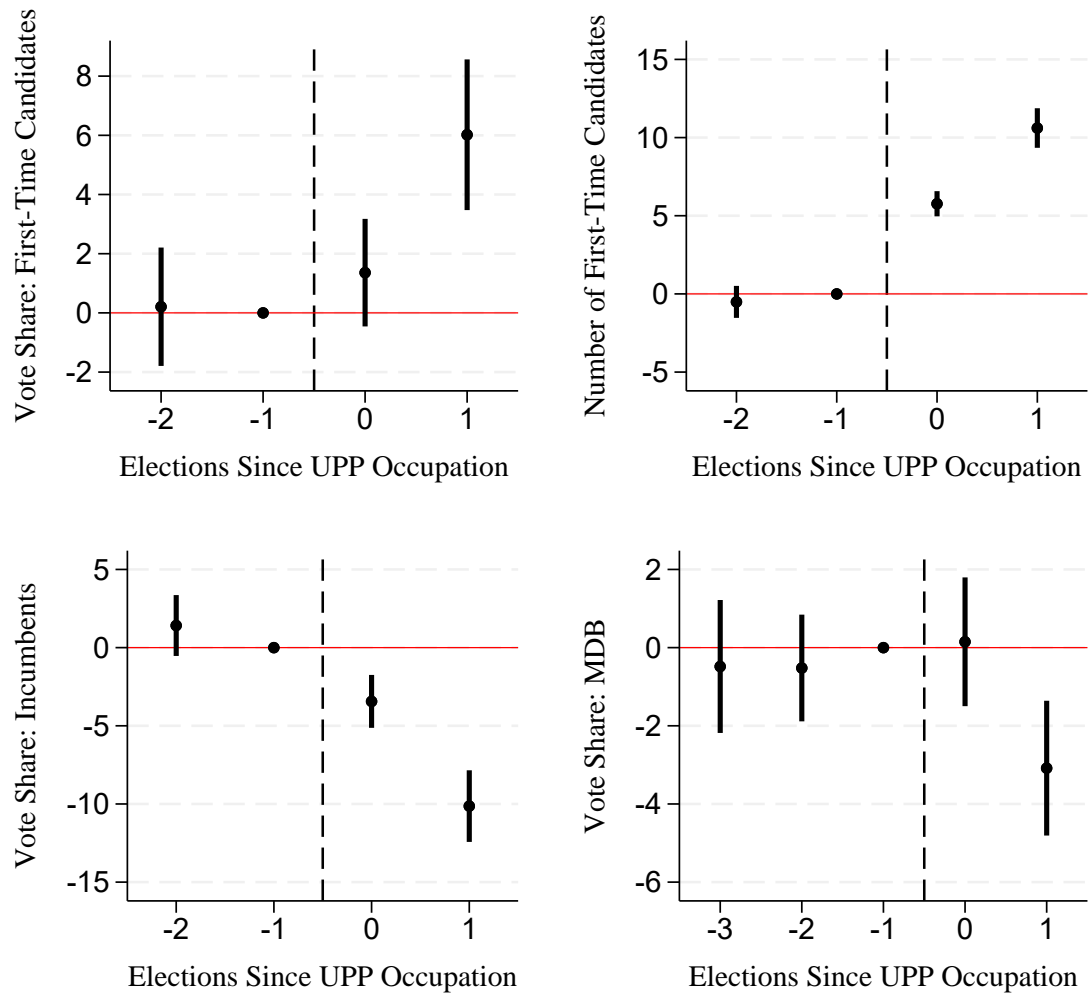 Vote Share: First-Time Candidates
8
6
4
2
0
-2
-2 -1 0 1
Elections Since UPP Occupation
Number of First-Time Candidates
15
10
5
0
-5
-2 -1 0 1
Elections Since UPP Occupation
Vote Share: Incumbents
5
0
-5
-10
-15
-2 -1 0 1
Elections Since UPP Occupation
Vote Share: MDB
2
0
-2
-4
-6
-3 -2 -1 0 1
Elections Since UPP Occupation